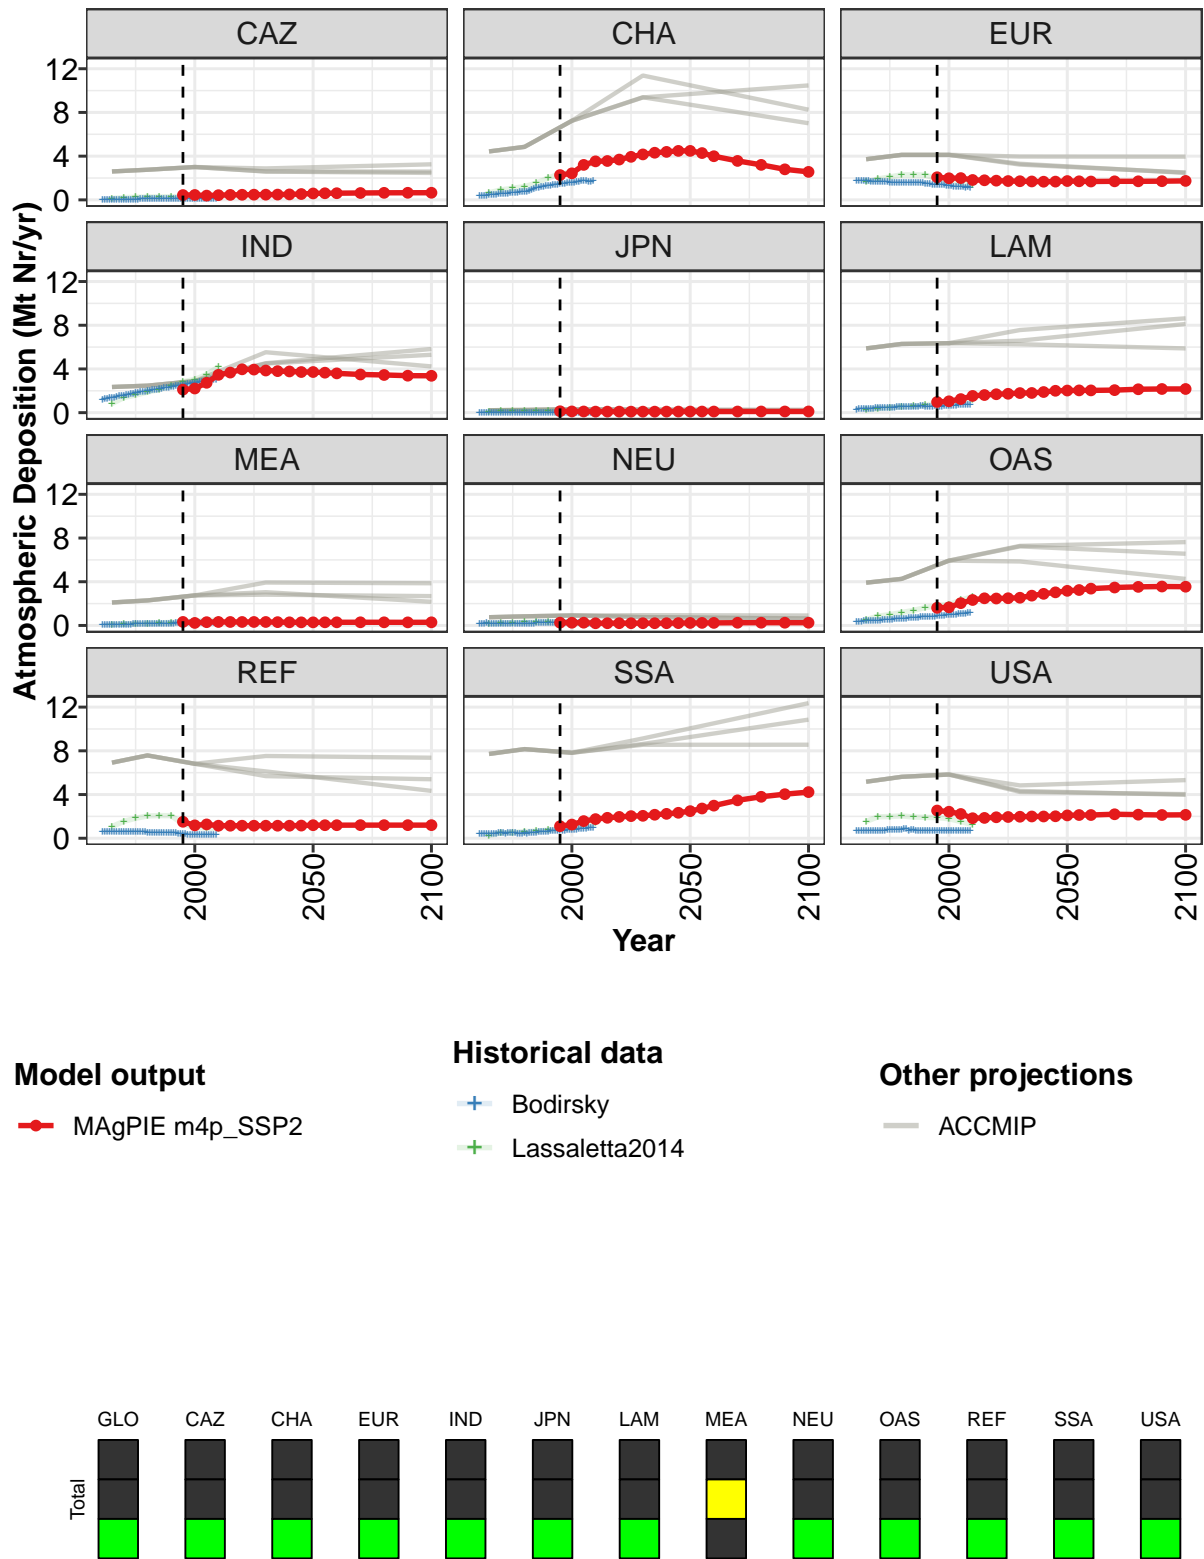 CAZ CHA EUR
12
8
4
0
IND JPN LAM
12
8
4
0
MEA NEU OAS
12
8
4
0
REF SSA USA
12
8
4
0
Atmospheric Deposition (Mt Nr/yr)
2000 2050 2100 2000 2050 2100 2000 2050 2100
Year
Model output
MAgPIE m4p_SSP2
Historical data
Bodirsky
Lassaletta2014
Other projections
ACCMIP
GLO CAZ CHA EUR IND JPN LAM MEA NEU OAS REF SSA USA
Total